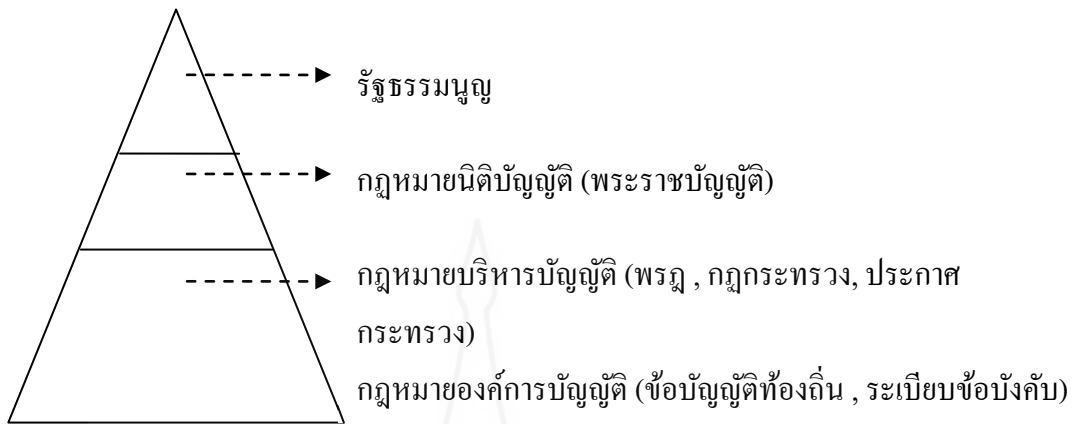 รัฐธรรมนูญ
กฎหมายนิติบัญญัติ (พระราชบัญญัติ)
กฎหมายบริหารบัญญัติ (พรฎ , กฎกระทรวง, ประกาศ
กระทรวง)
กฎหมายองค์การบัญญัติ (ข้อบัญญัติท้องถิ่น , ระเบียบข้อบังคับ)